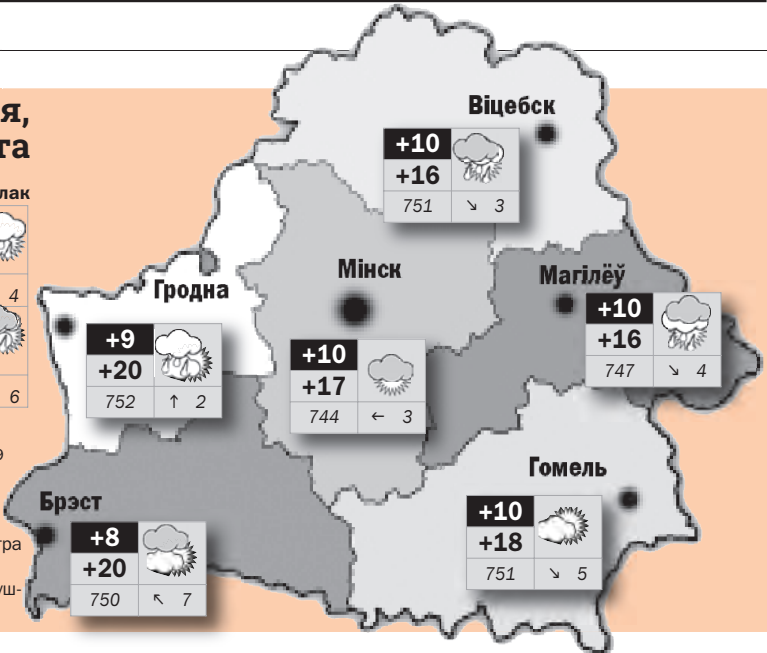 я,
та
лак
4
6
э
тра
уш-
Віцебск
+10
+16
751 ↘ 3
Мінск
+10
+17
744 ← 3
Магілёў
+10
+16
747 ↘ 4
Гродна
+9
+20
752 ↑ 2
Гомель
+10
+18
751 ↘ 5
Брэст
+8
+20
750 ↖ 7